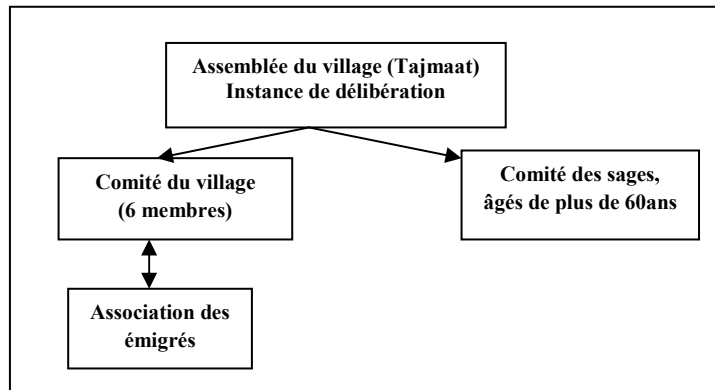 Assemblée du village (Tajmaat)
Instance de délibération
Comité du village
(6 membres)
Comité des sages,
âgés de plus de 60ans
Association des
émigrés